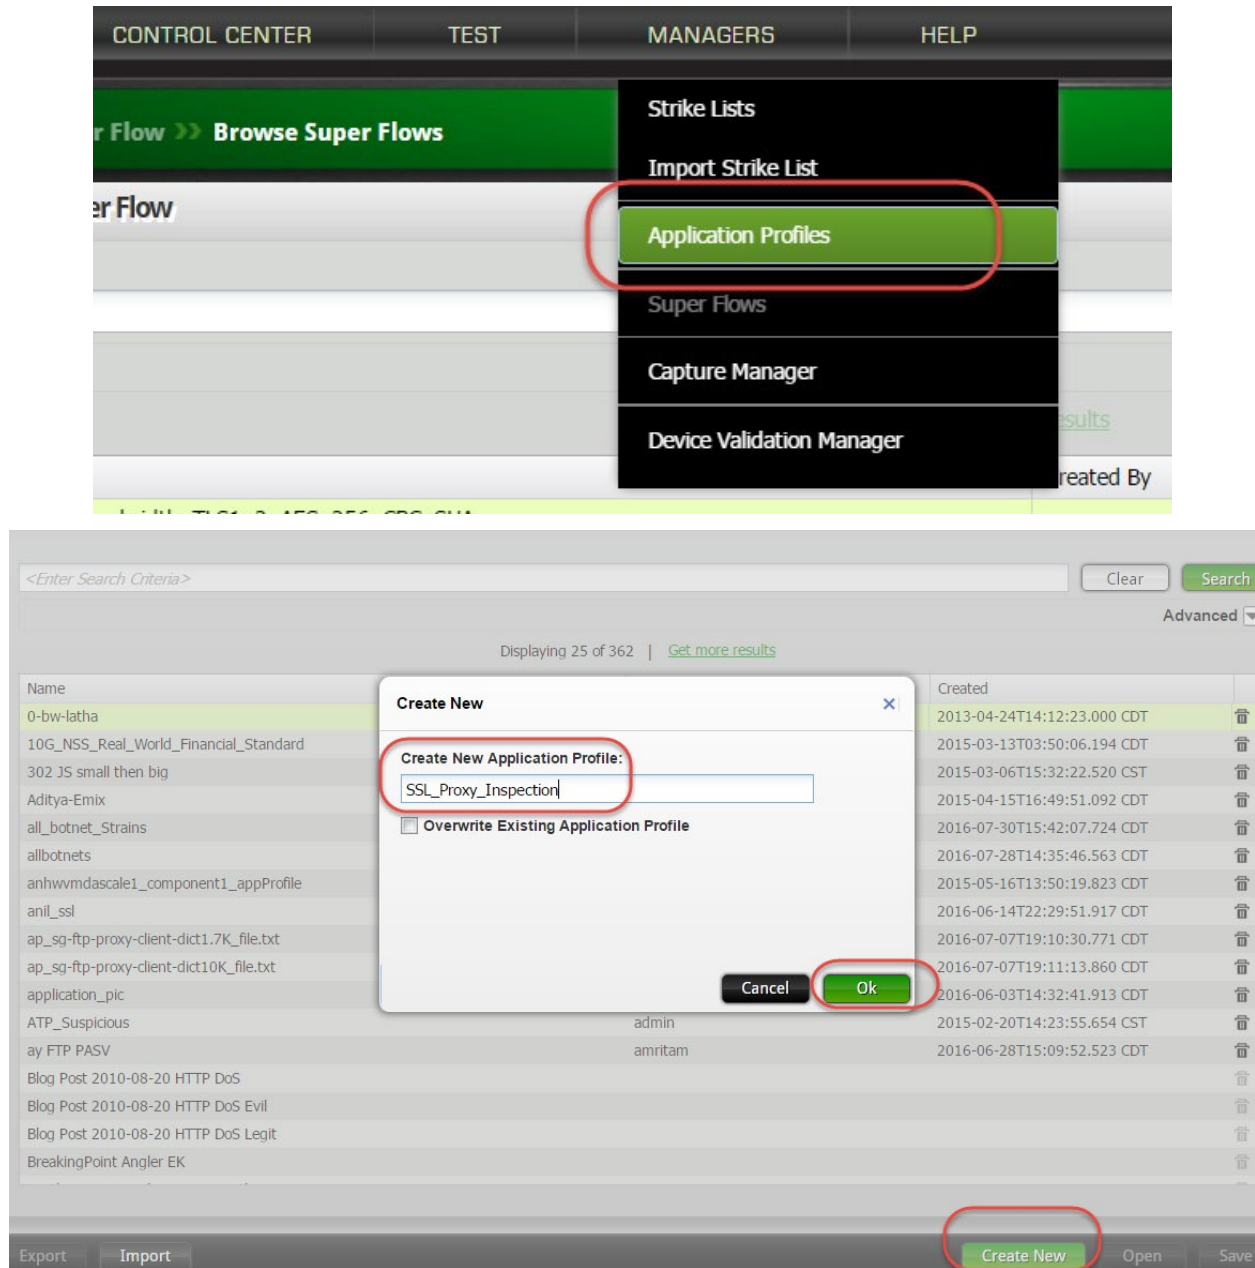 CONTROL CENTER TEST MANAGERS HELP
Strike Lists
r Flow >> Browse Super Flows
Import Strike List
er Flow
Application Profiles
Super Flows
Capture Manager
esults
Device Validation Manager
reated By
<Enter Search Criteria> Clear Search
Advanced
Displaying 25 of 362 | Get more results
Name Created
Create New
0-bw-latha 2013-04-24T14:12:23.000 CDT
10G_NSS_Real_World_Financial_Standard 2015-03-13T03:50:06.194 CDT
Create New Application Profile:
302 JS small then big 2015-03-06T15:32:22.520 CST
SSL_Proxy_Inspection
Aditya-Emix 2015-04-15T16:49:51.092 CDT
all_botnet_Strains 2016-07-30T15:42:07.724 CDT
Overwrite Existing Application Profile
allbotnets 2016-07-28T14:35:46.563 CDT
anhwvmdascale1_component1_appProfile 2015-05-16T13:50:19.823 CDT
anil_ssl 2016-06-14T22:29:51.917 CDT
ap_sg-ftp-proxy-client-dict1.7K_file.txt 2016-07-07T19:10:30.771 CDT
ap_sg-ftp-proxy-client-dict10K_file.txt 2016-07-07T19:11:13.860 CDT
Cancel Ok
application_pic 2016-06-03T14:32:41.913 CDT
ATP_Suspicious admin 2015-02-20T14:23:55.654 CST
ay FTP PASV amritam 2016-06-28T15:09:52.523 CDT
Blog Post 2010-08-20 HTTP DoS
Blog Post 2010-08-20 HTTP DoS Evil
Blog Post 2010-08-20 HTTP DoS Legit
BreakingPoint Angler EK
Export Import Create New Open Save